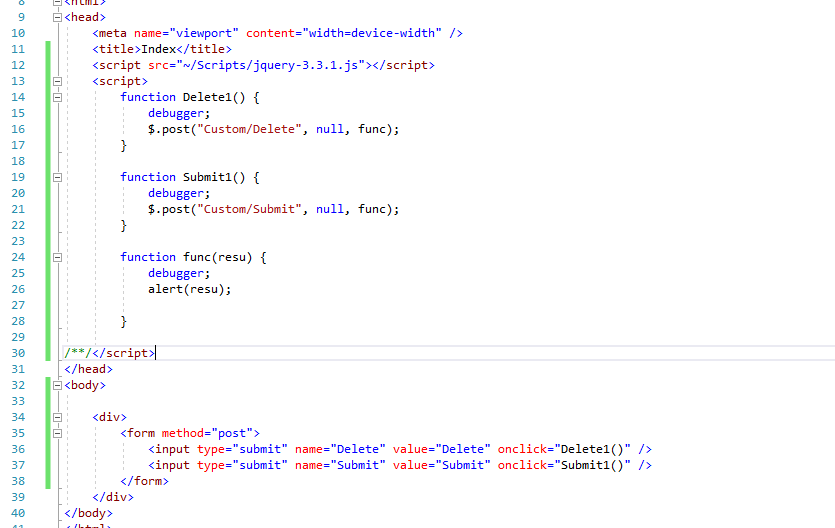 8 <html>
9 <head>
10 <meta name="viewport" content="width=device-width" />
11 <title>Index</title>
12 <script src="~/Scripts/jquery-3.3.1.js"></script>
13 <script>
14 function Delete1() {
15 debugger;
16 $.post("Custom/Delete", null, func);
17 }
18
19 function Submit1() {
20 debugger;
21 $.post("Custom/Submit", null, func);
22 }
23
24 function func(resu) {
25 debugger;
26 alert(resu);
27
28 }
29
30 /**/</script>
31 </head>
32 <body>
33
34 <div>
35 <form method="post">
36 <input type="submit" name="Delete" value="Delete" onclick="Delete1()" />
37 <input type="submit" name="Submit" value="Submit" onclick="Submit1()" />
38 </form>
39 </div>
40 </body>
41 </html>